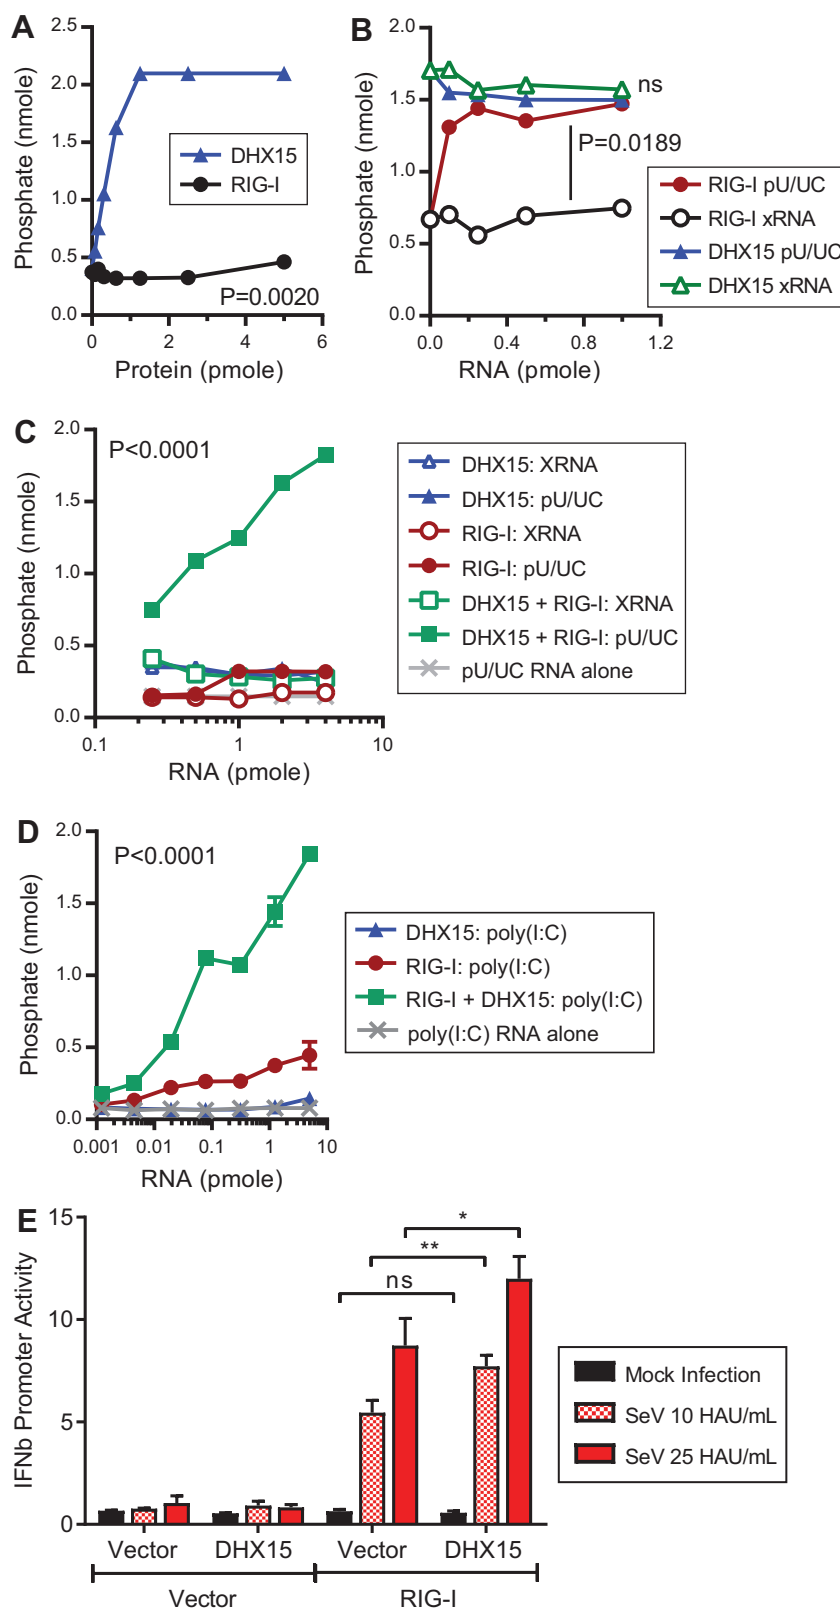 A
Phosphate (nmole)
2.5
2.0
1.5
1.0
0.5
0.0
DHX15
RIG-I
P=0.0020
0 2 4 6
Protein (pmole)
B
Phosphate (nmole)
2.0
1.5
1.0
0.5
0.0
ns
P=0.0189
RIG-I pU/UC
RIG-I xRNA
DHX15 pU/UC
DHX15 xRNA
0.0 0.4 0.8 1.2
RNA (pmole)
C
Phosphate (nmole)
2.0
1.5
1.0
0.5
0.0
P<0.0001
DHX15: XRNA
DHX15: pU/UC
RIG-I: XRNA
RIG-I: pU/UC
DHX15 + RIG-I: XRNA
DHX15 + RIG-I: pU/UC
pU/UC RNA alone
0.1 1 10
RNA (pmole)
D
Phosphate (nmole)
2.0
1.5
1.0
0.5
0.0
P<0.0001
DHX15: poly(I:C)
RIG-I: poly(I:C)
RIG-I + DHX15: poly(I:C)
poly(I:C) RNA alone
0.001 0.01 0.1 1 10
RNA (pmole)
E
IFNb Promoter Activity
15
10
5
0
*
**
ns
Mock Infection
SeV 10 HAU/mL
SeV 25 HAU/mL
Vector DHX15 Vector DHX15
Vector RIG-I